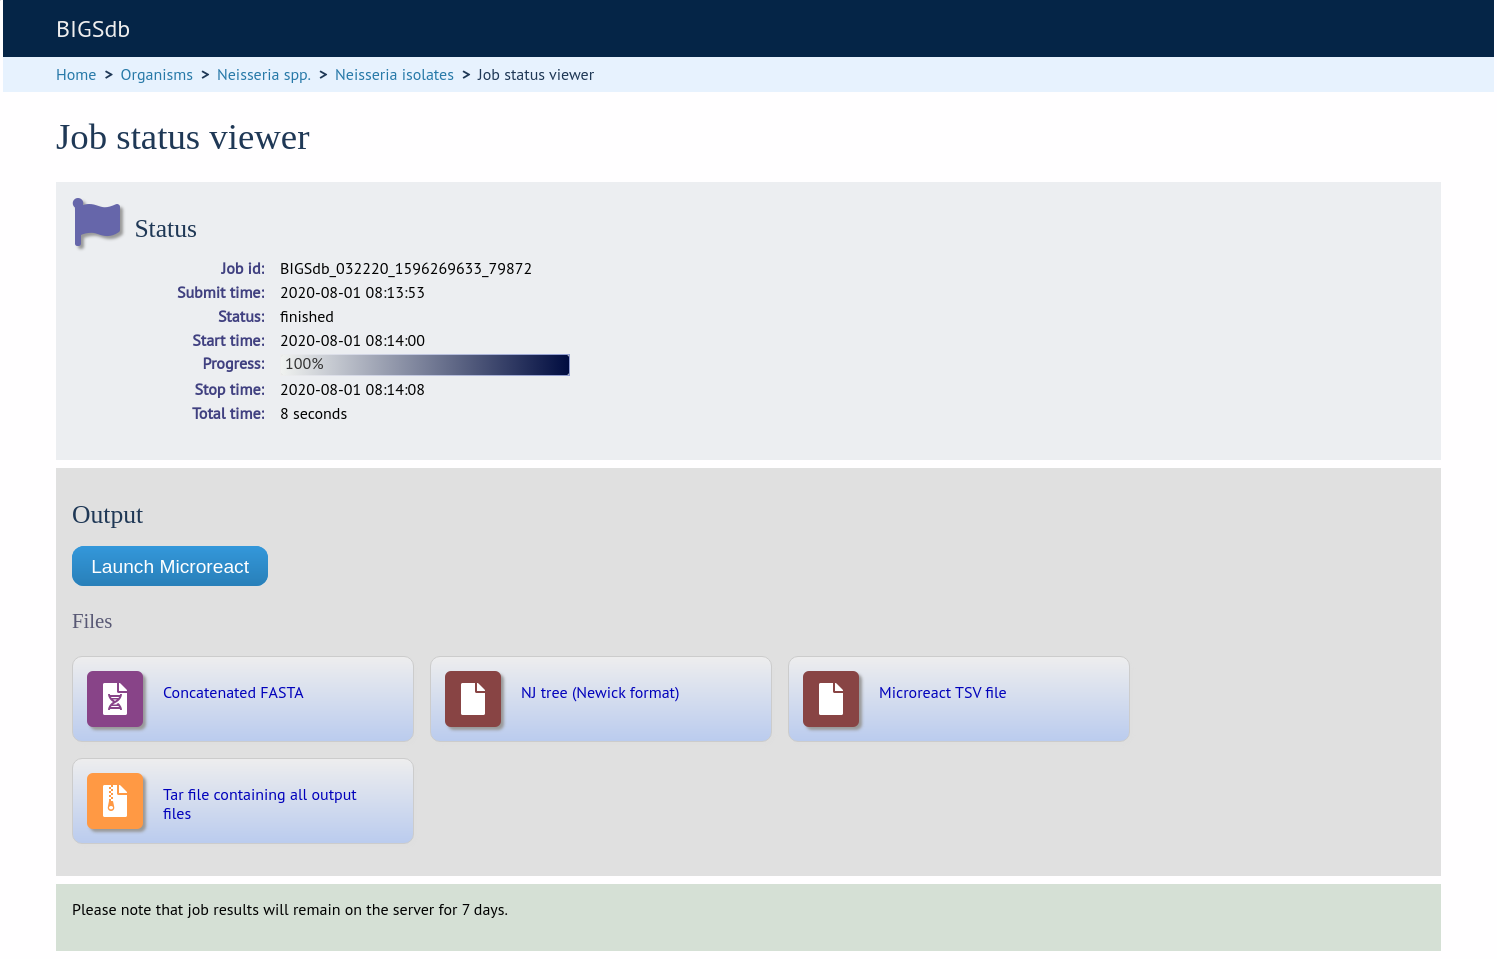 BIGSdb
Home > Organisms > Neisseria spp. > Neisseria isolates > Job status viewer
Job status viewer
Status
Job id: BIGSdb_032220_1596269633_79872
Submit time: 2020-08-01 08:13:53
Status: finished
Start time: 2020-08-01 08:14:00
Progress: 100%
Stop time: 2020-08-01 08:14:08
Total time: 8 seconds
Output
Launch Microreact
Files
Concatenated FASTA
NJ tree (Newick format)
Microreact TSV file
Tar file containing all output
files
Please note that job results will remain on the server for 7 days.